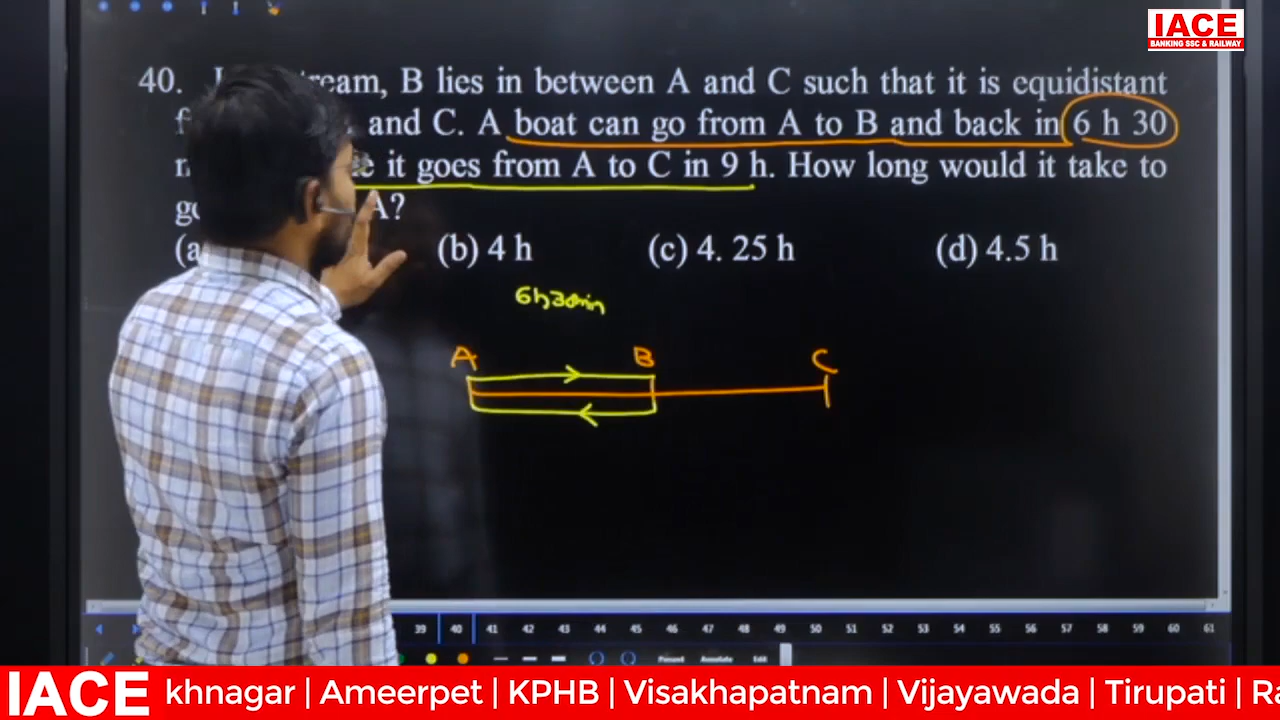 IACE
BANKING SSC & RAILWAY
40. B lies in between A and C such that it is equidistant
and C. A boat can go from A to B and back in 6 h 30
it goes from A to C in 9 h. How long would it take to
A?
(b) 4 h (c) 4. 25 h (d) 4.5 h
6h30min
A B C
39 40 41 42 43 44 45 46 47 48 49 50 51 52 53 54 55 56 57 58 59 60 61
Present Annotate Edit
IACE khnagar | Ameerpet | KPHB | Visakhapatnam | Vijayawada | Tirupati | Ra